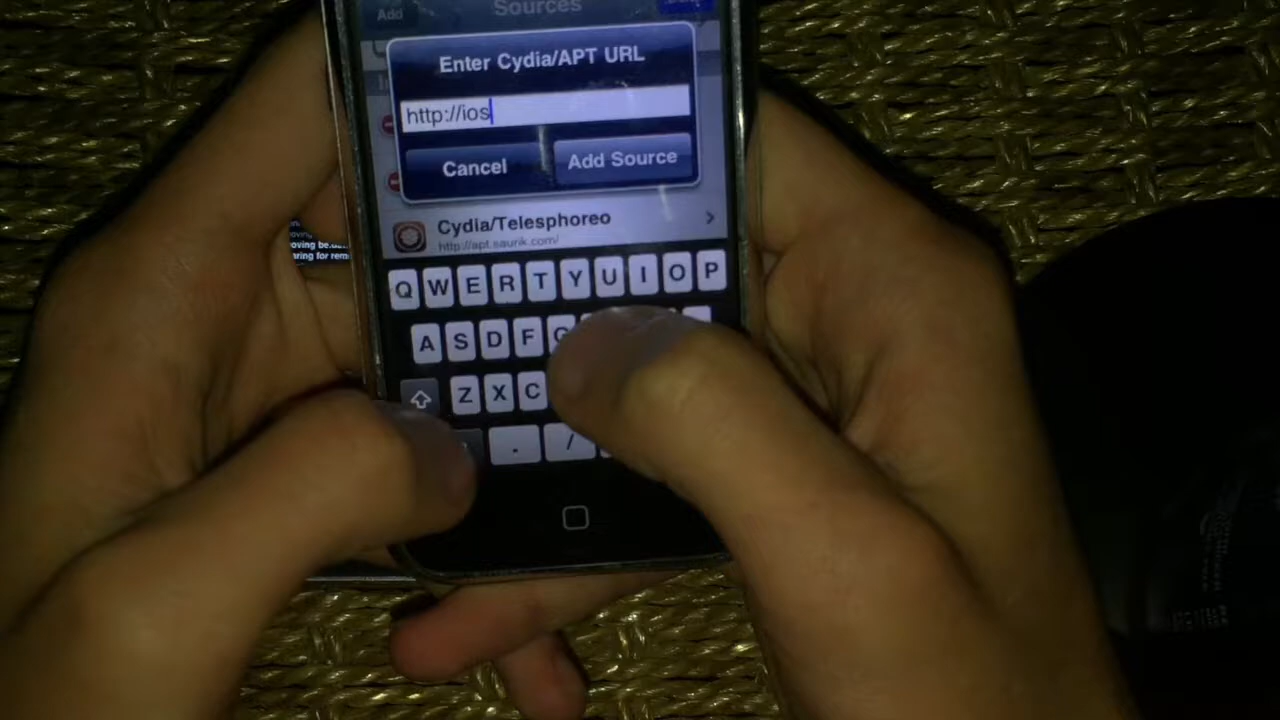 Add
Sources
Enter Cydia/APT URL
http://ios
Cancel
Add Source
Cydia/Telesphoreo
http://apt.saurik.com/
Q W E R T Y U I O P
A S D F G
Z X C
. /